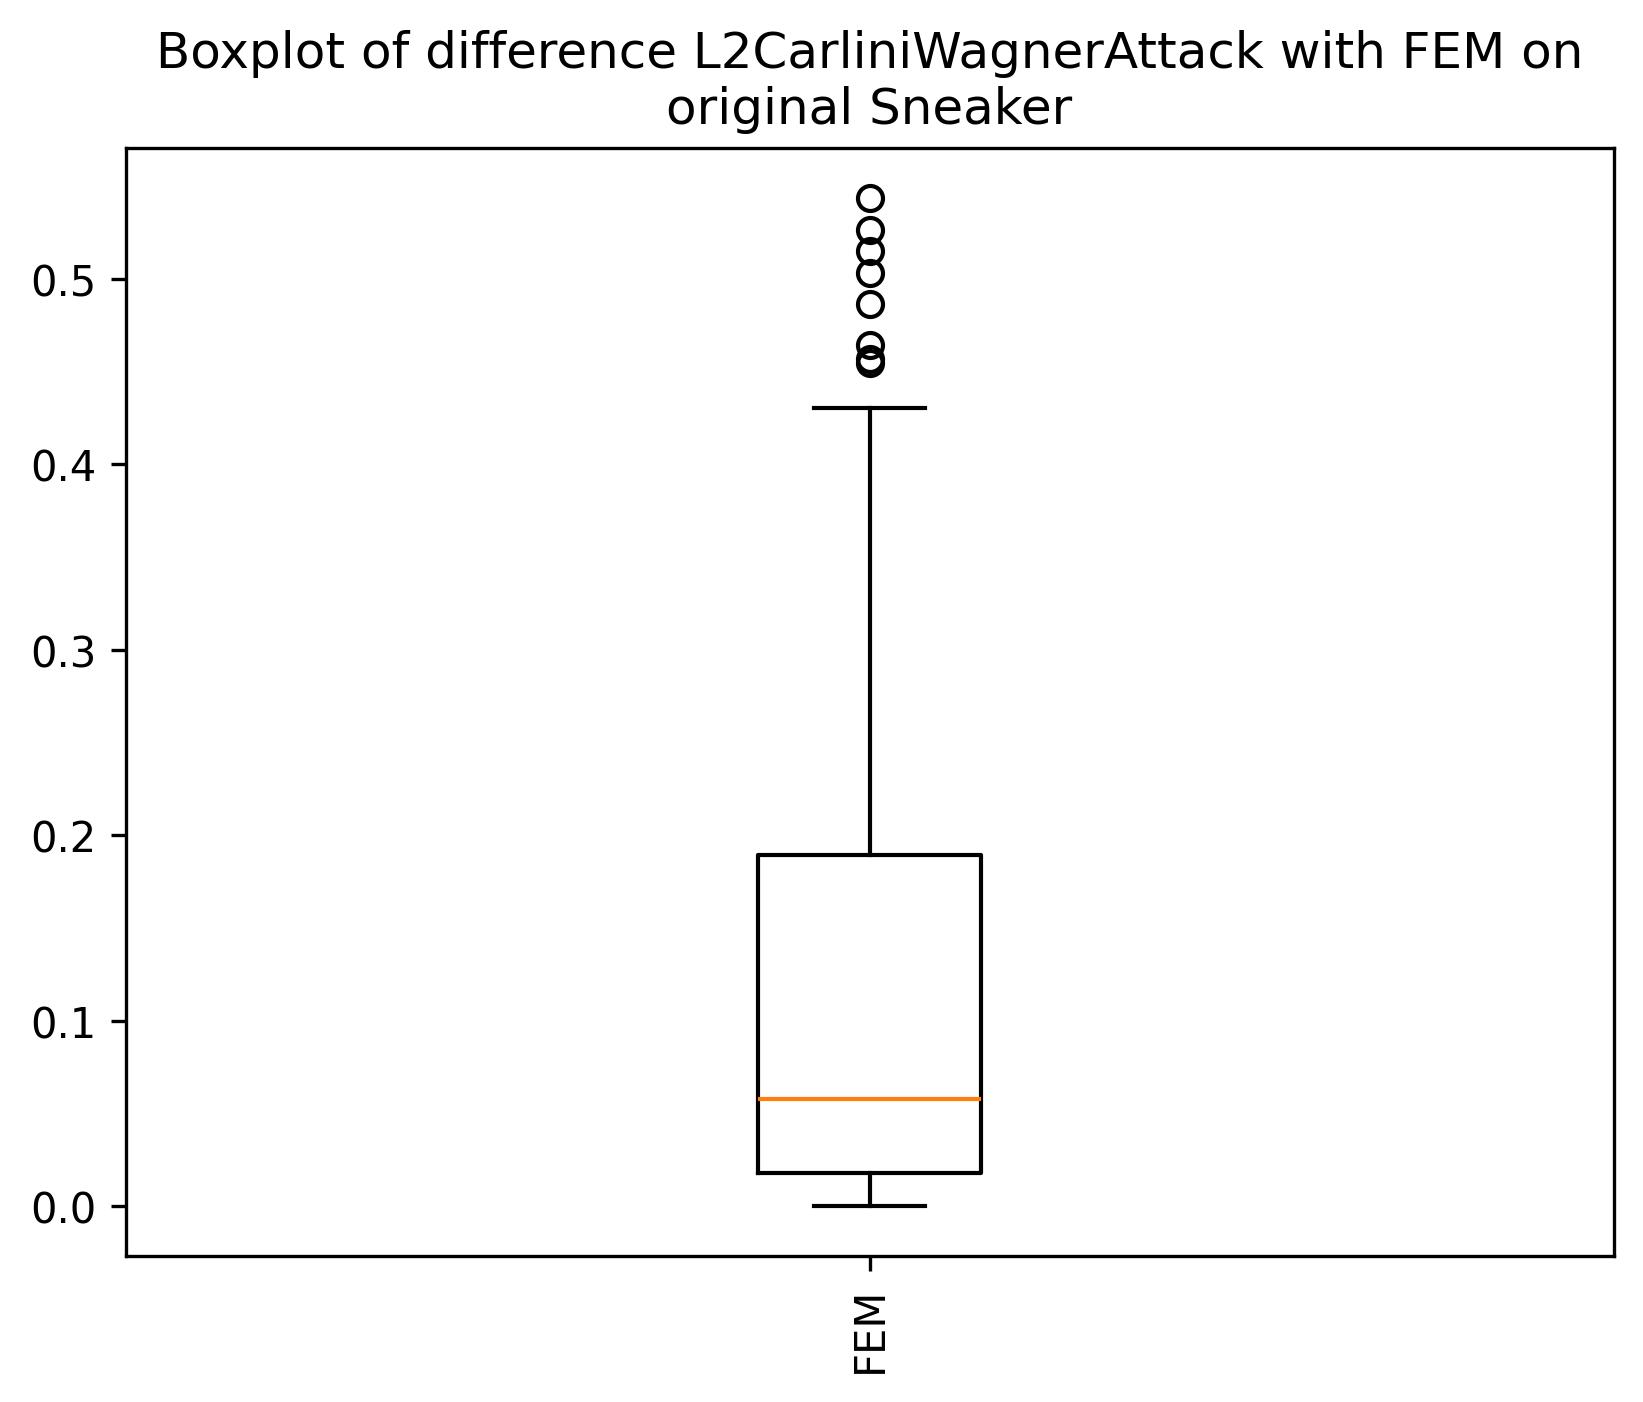 Boxplot of difference L2CarliniWagnerAttack with FEM on
original Sneaker
0.5
0.4
0.3
0.2
0.1
0.0
FEM